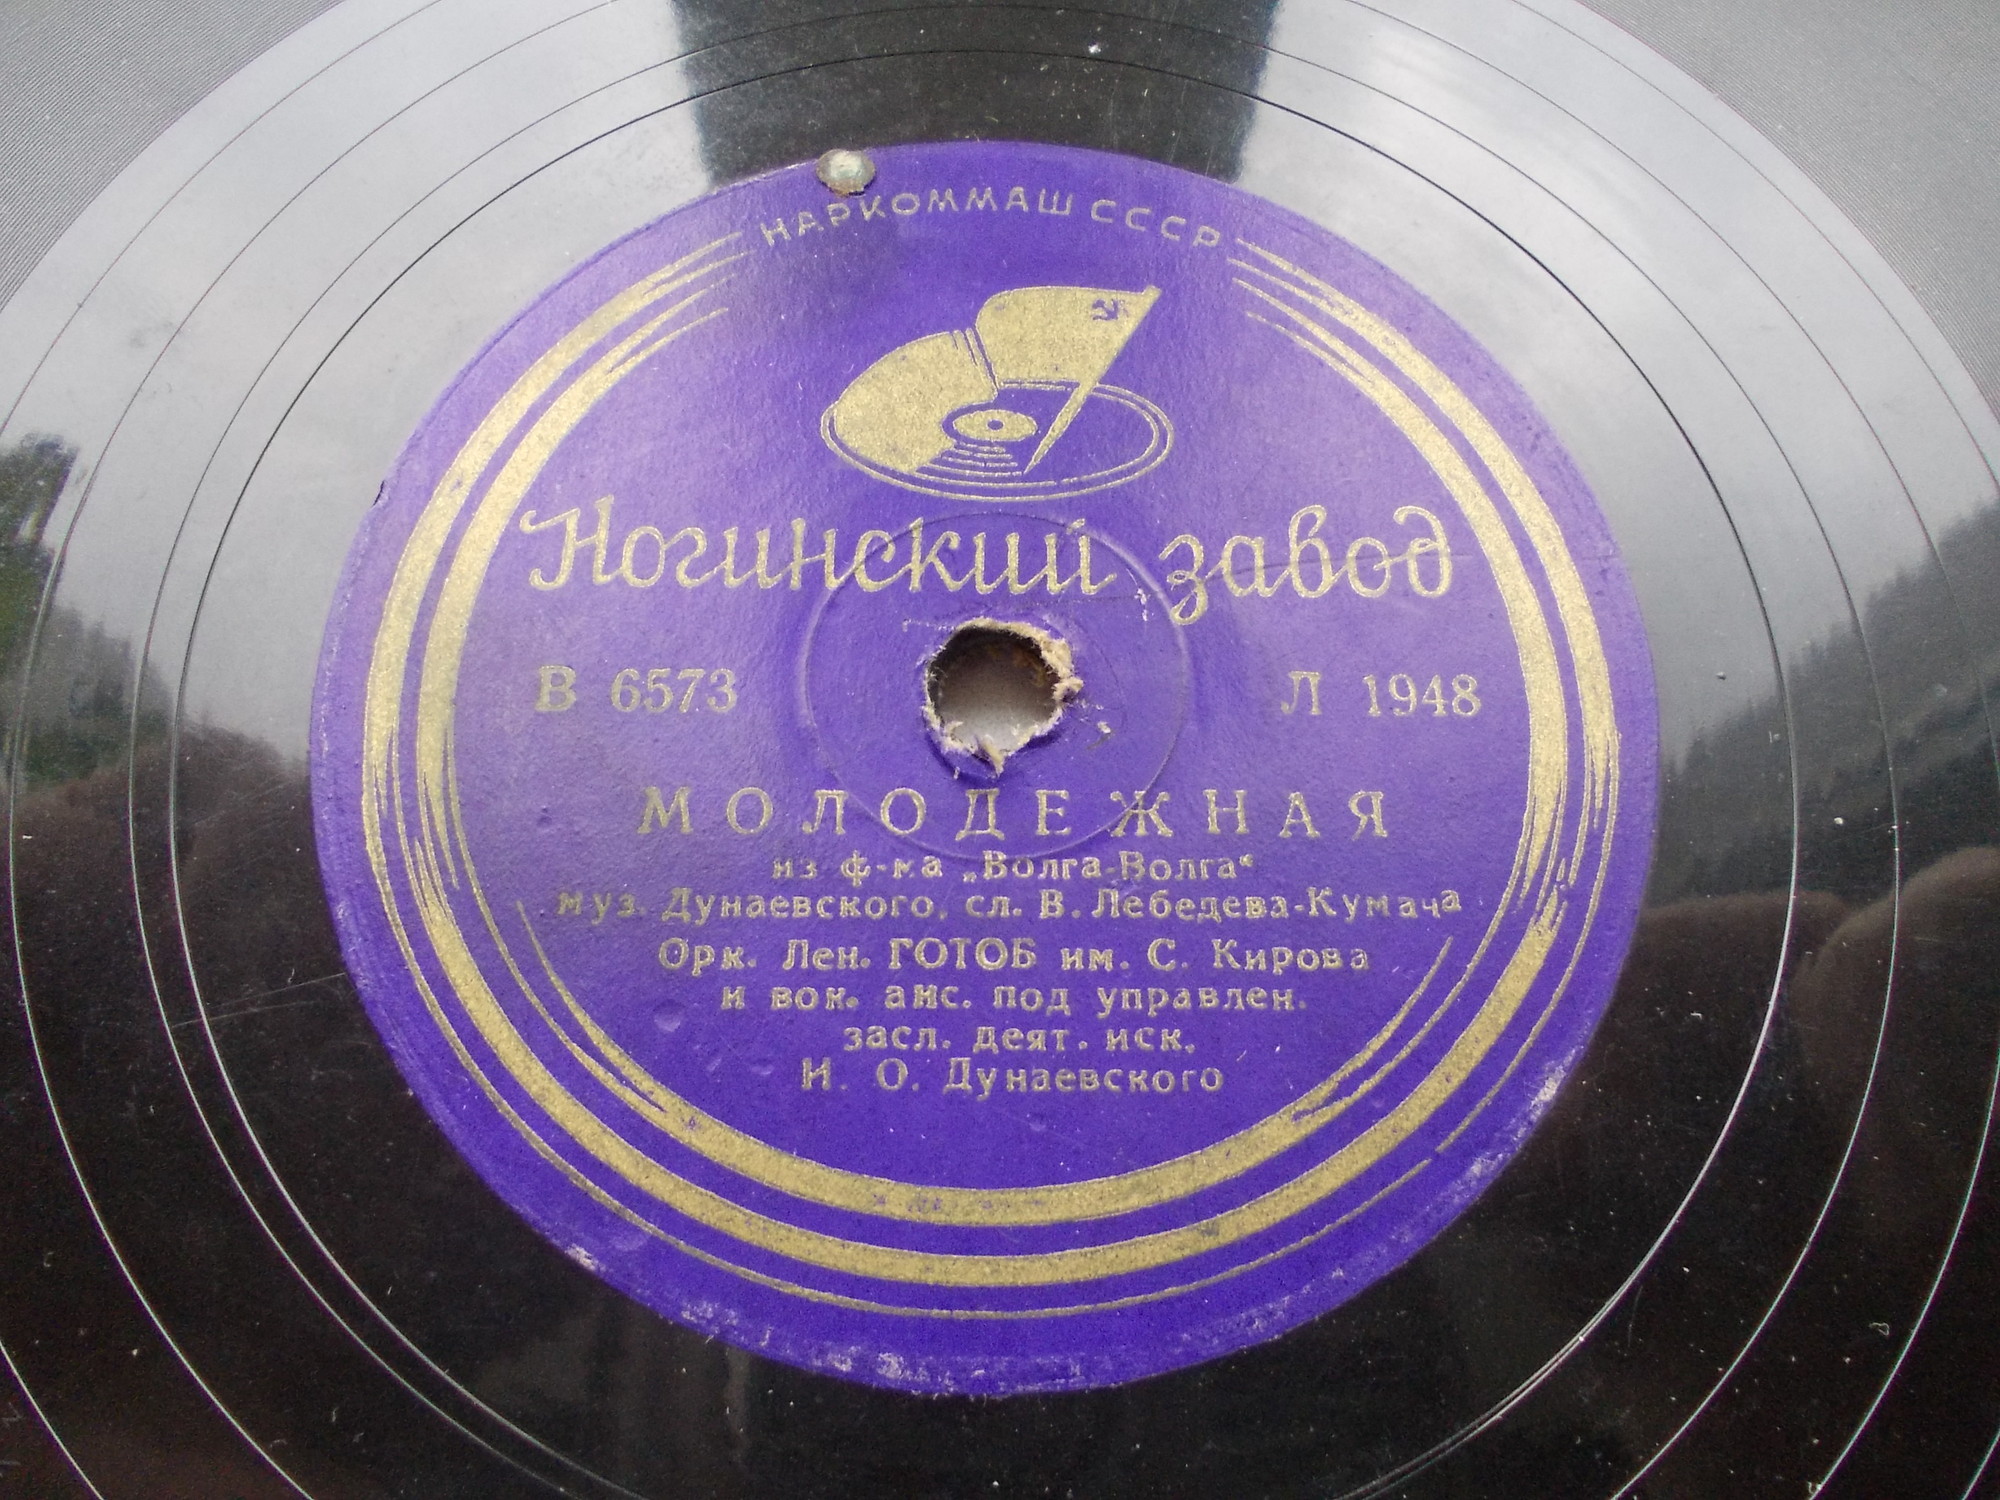 НАРКОММАШ СССР
Ногинский завод
В 6573 Л 1948
МОЛОДЕЖНАЯ
из ф-ма „Волга-Волга“
муз. Дунаевского, сл. В. Лебедева-Кумача
Орк. Лен. ГОТОБ им. С. Кирова
и вок. анс. под управлен.
засл. деят. иск.
И. О. Дунаевского